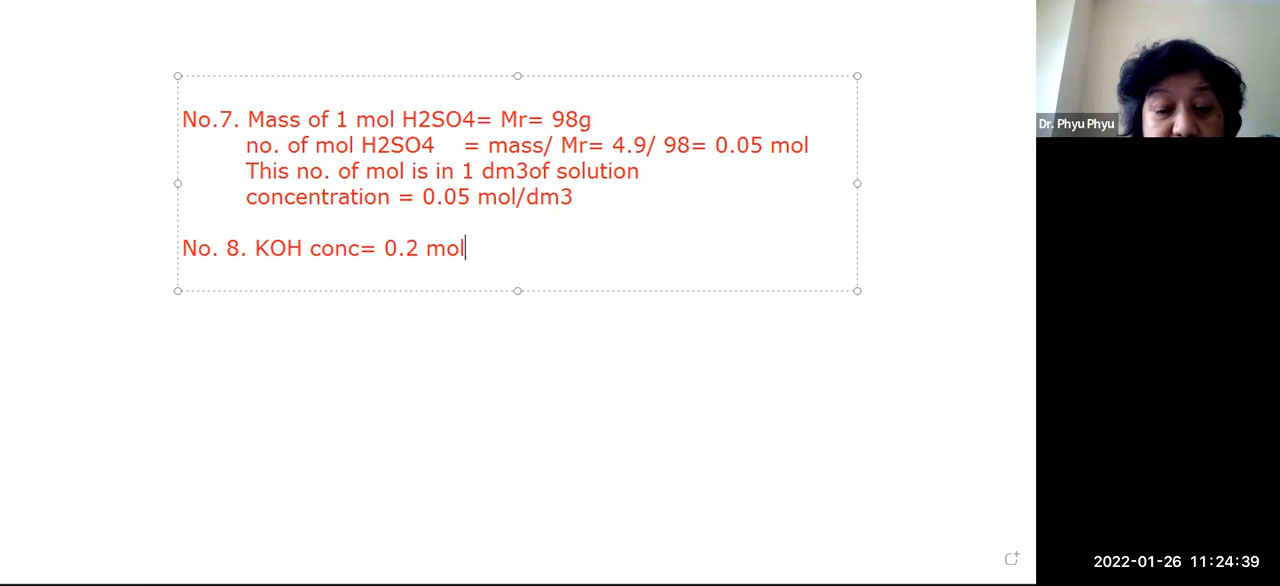 No.7. Mass of 1 mol H2SO4= Mr= 98g
no. of mol H2SO4 = mass/ Mr= 4.9/ 98= 0.05 mol
This no. of mol is in 1 dm3of solution
concentration = 0.05 mol/dm3
No. 8. KOH conc= 0.2 mol
Dr. Phyu Phyu
2022-01-26 11:24:39